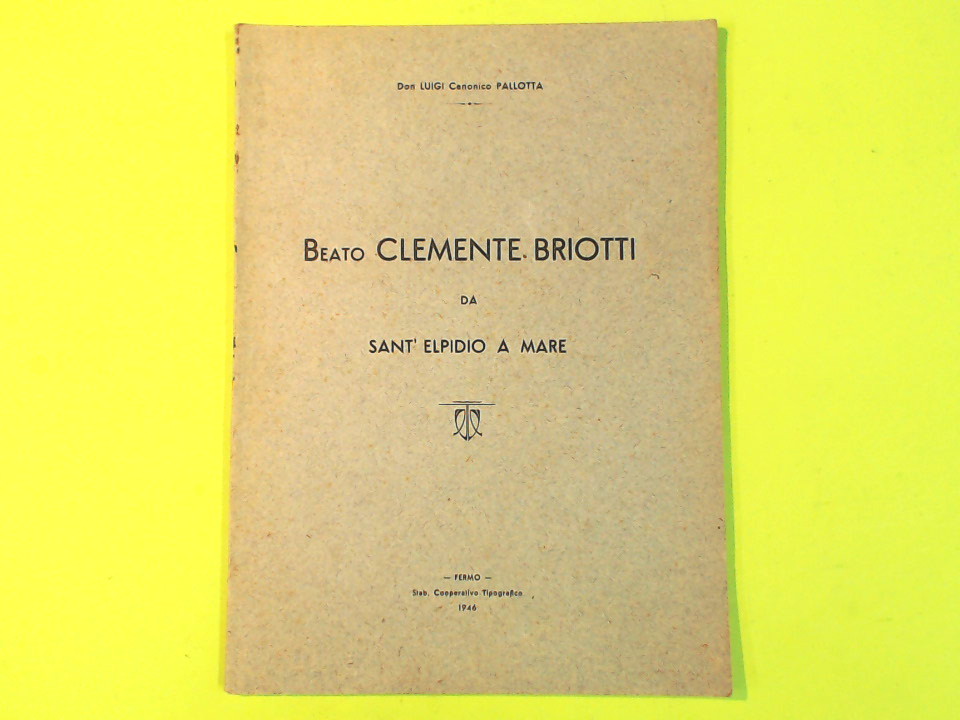 Don LUIGI Canonico PALLOTTA
BEATO CLEMENTE BRIOTTI
DA
SANT' ELPIDIO A MARE
— FERMO —
Stab. Cooperativo Tipografico
1946